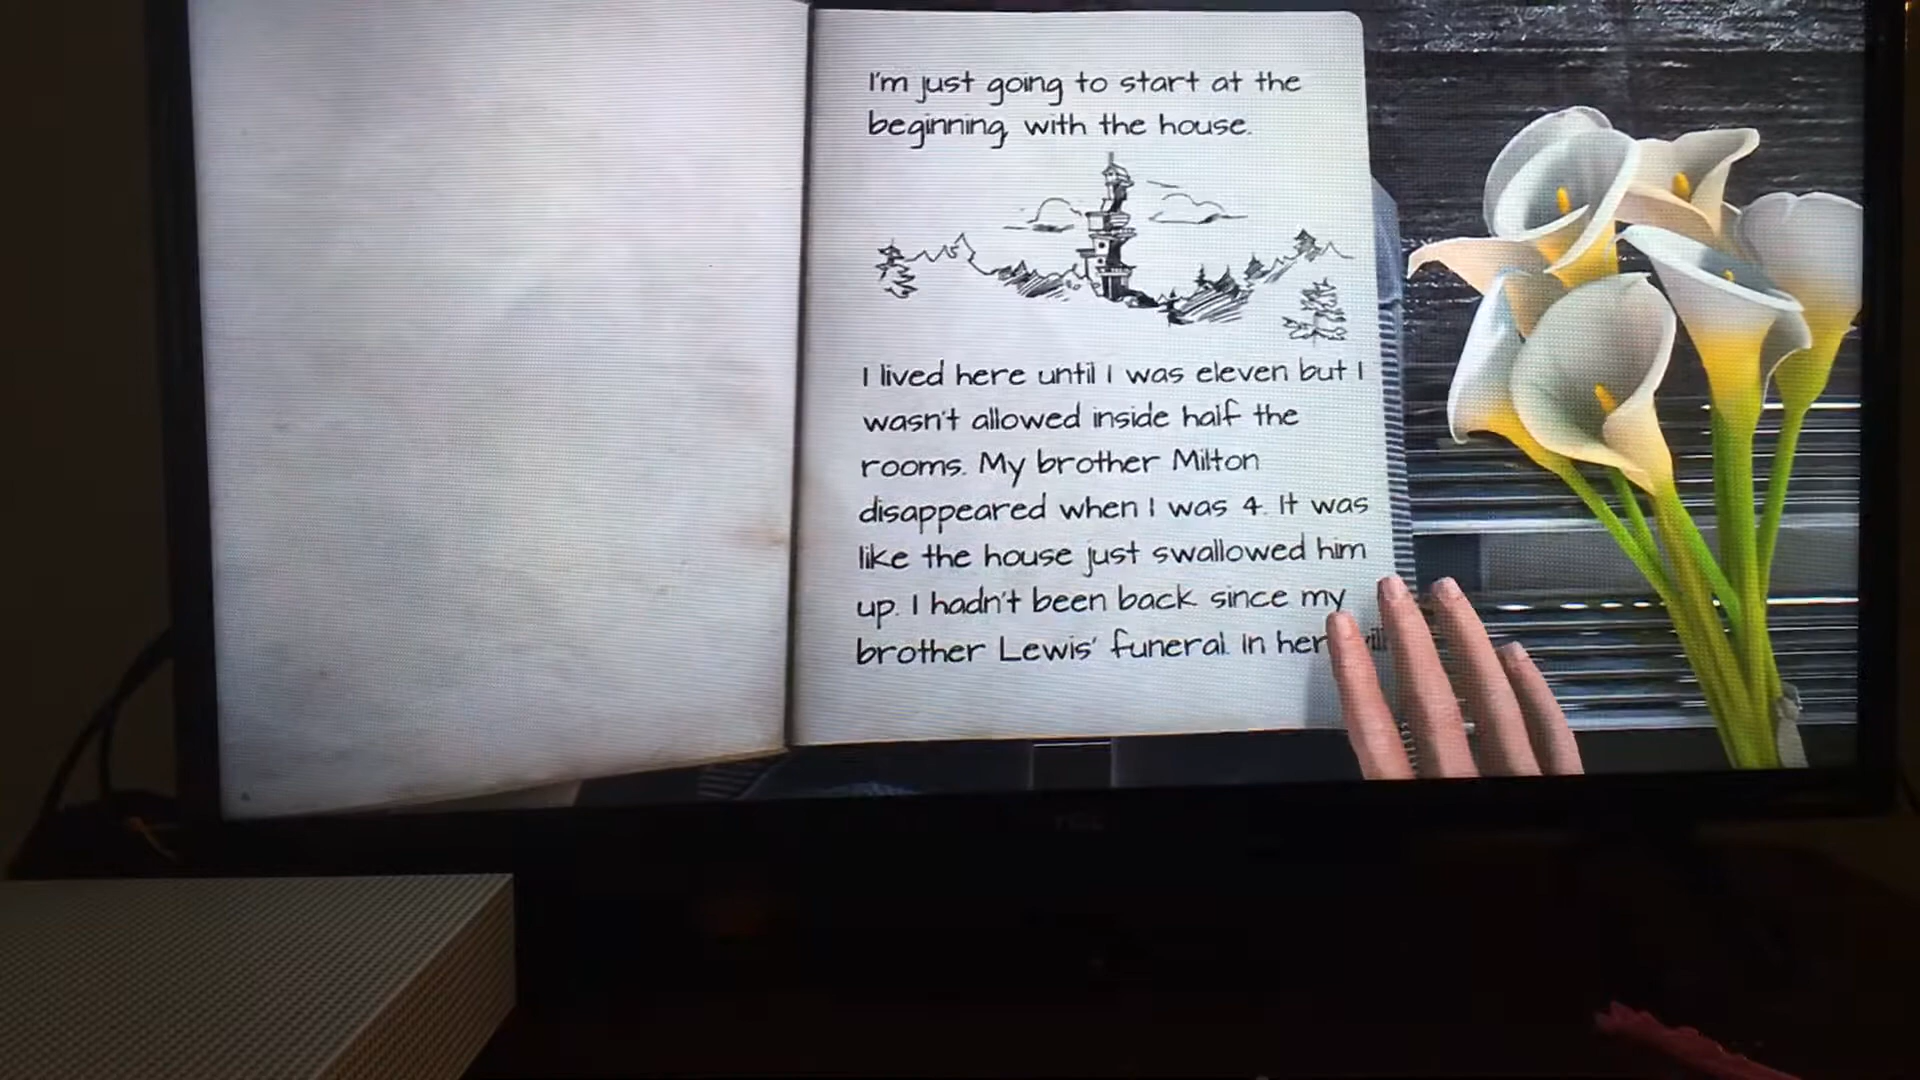 I'm just going to start at the
beginning, with the house.
I lived here until I was eleven but I
wasn't allowed inside half the
rooms. My brother Milton
disappeared when I was 4. It was
like the house just swallowed him
up. I hadn't been back since my
brother Lewis' funeral. In her